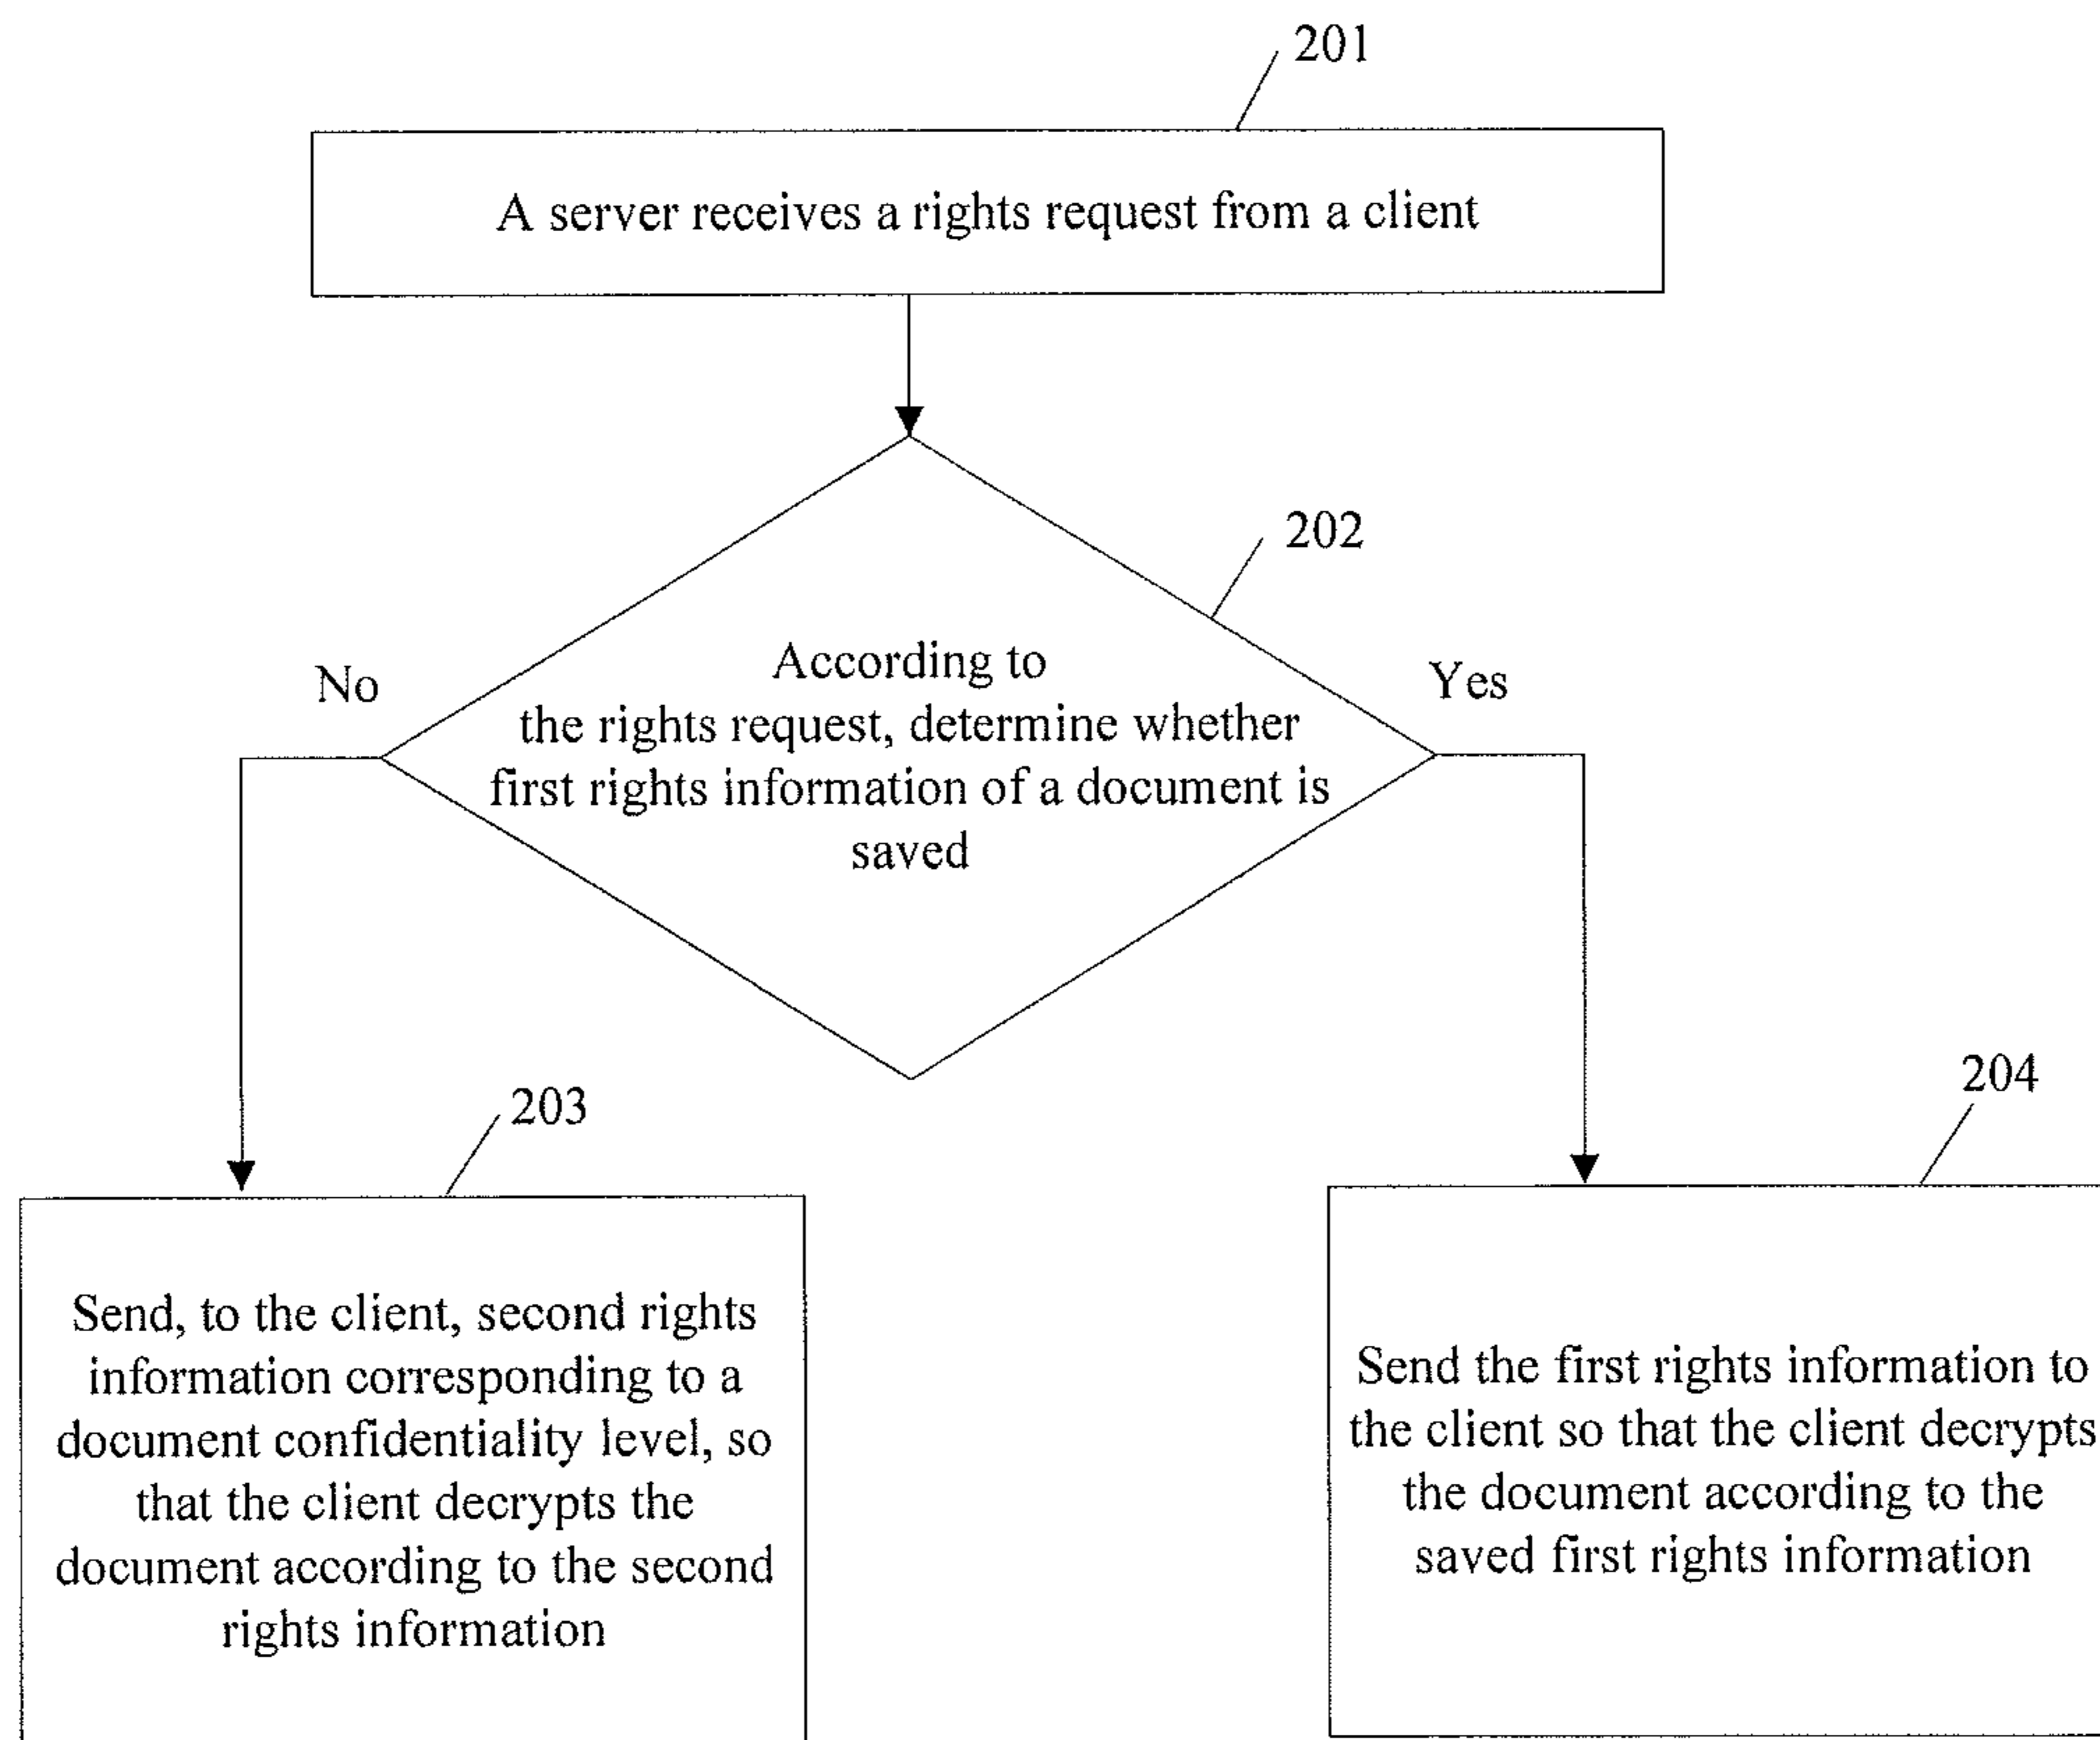 201
A server receives a rights request from a client
202
No
Yes
According to
the rights request, determine whether
first rights information of a document is
saved
203
204
Send, to the client, second rights
information corresponding to a
document confidentiality level, so
that the client decrypts the
document according to the second
rights information
Send the first rights information to
the client so that the client decrypts
the document according to the
saved first rights information